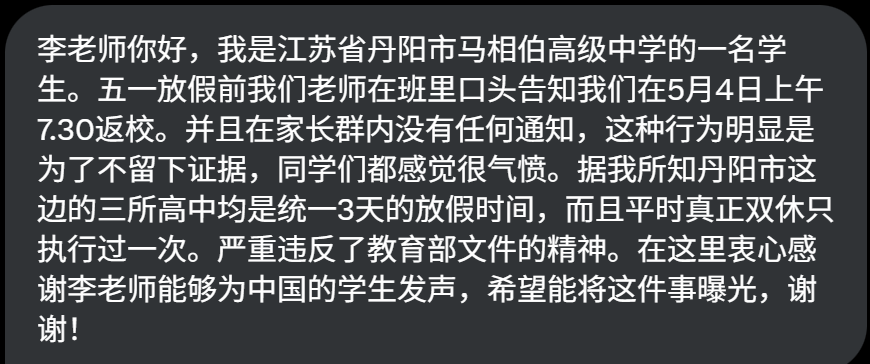 李老师你好，我是江苏省丹阳市马相伯高级中学的一名学
生。五一放假前我们老师在班里口头告知我们在5月4日上午
7.30返校。并且在家长群内没有任何通知，这种行为明显是
为了不留下证据，同学们都感觉很气愤。据我所知丹阳市这
边的三所高中均是统一3天的放假时间，而且平时真正双休只
执行过一次。严重违反了教育部文件的精神。在这里衷心感
谢李老师能够为中国的学生发声，希望能将这件事曝光，谢
谢！